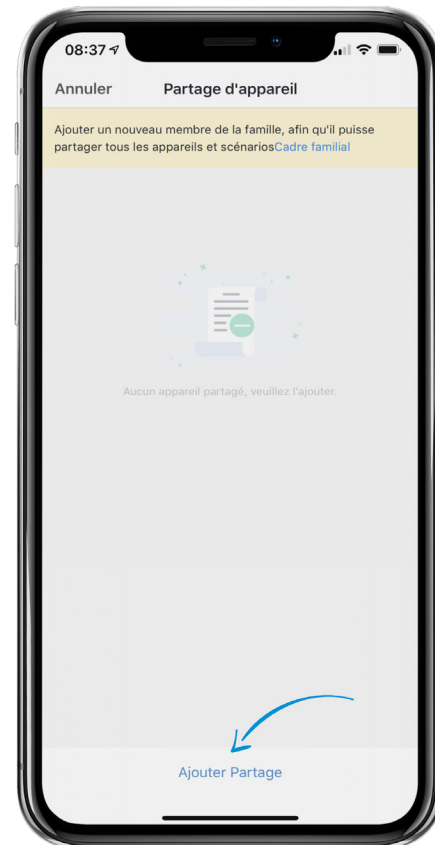 08:37
Annuler Partage d'appareil
Ajouter un nouveau membre de la famille, afin qu'il puisse
partager tous les appareils et scénariosCadre familial
Aucun appareil partagé, veuillez l'ajouter.
Ajouter Partage